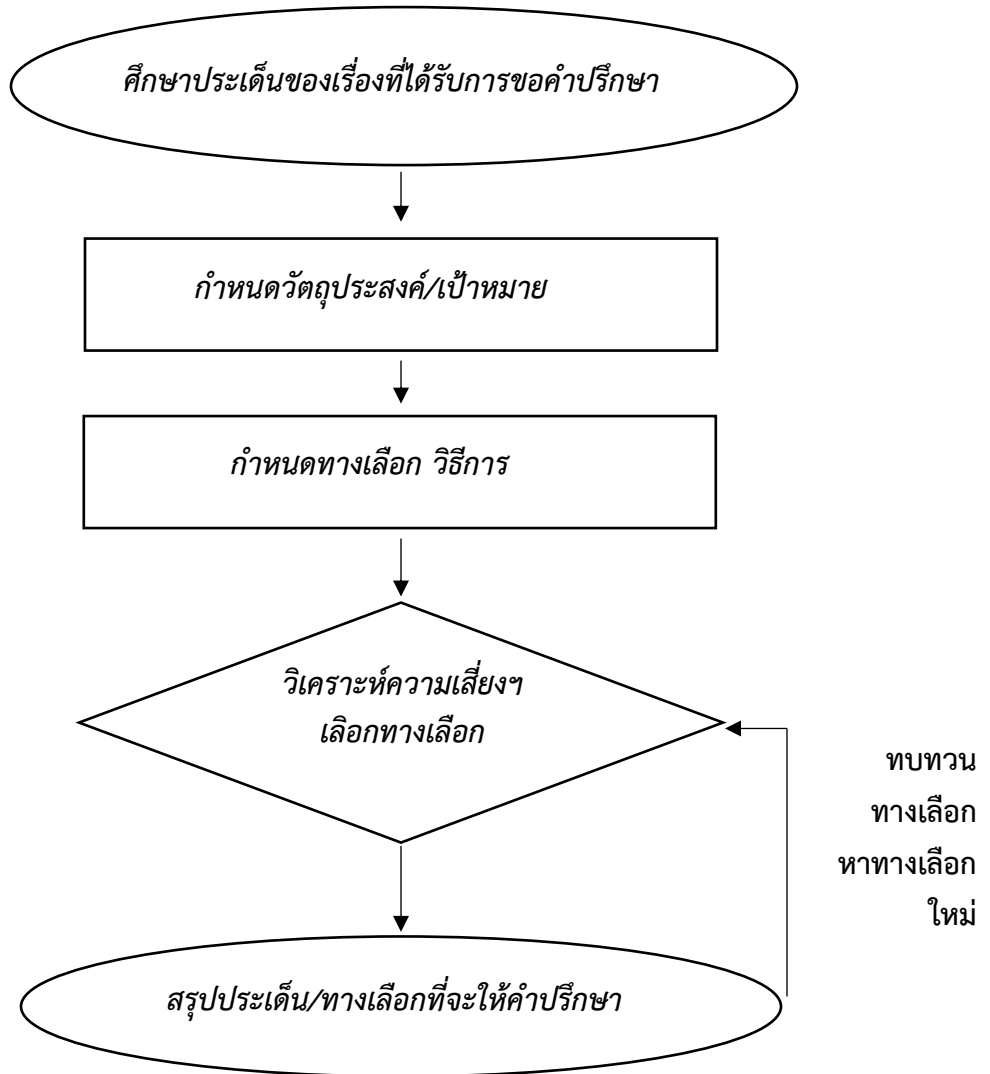 ศึกษาประเด็นของเรื่องที่ได้รับการขอคำปรึกษา
กำหนดวัตถุประสงค์/เป้าหมาย
กำหนดทางเลือก วิธีการ
วิเคราะห์ความเสี่ยงฯ
เลิอกทางเลือก
ทบทวน
ทางเลือก
หาทางเลือก
ใหม่
สรุปประเด็น/ทางเลือกที่จะให้คำปรึกษา